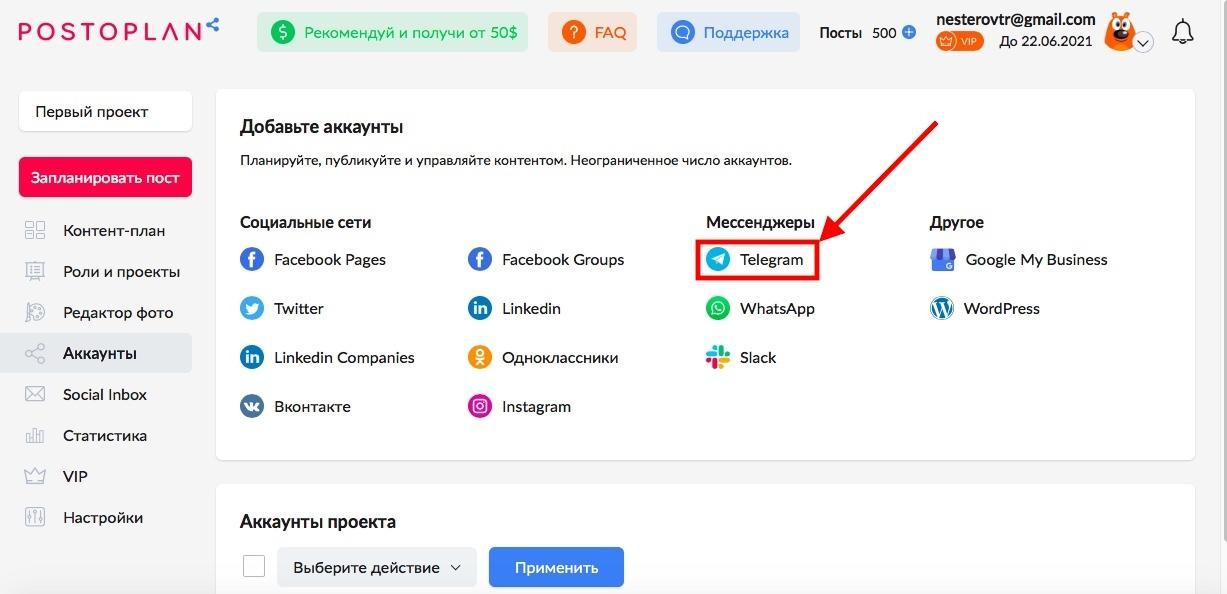 POSTOPLAN
Рекомендуй и получи от 50$
FAQ
Поддержка
Посты 500
nesterovtr@gmail.com
VIP До 22.06.2021
Первый проект
Запланировать пост
Контент-план
Роли и проекты
Редактор фото
Аккаунты
Social Inbox
Статистика
VIP
Настройки
Добавьте аккаунты
Планируйте, публикуйте и управляйте контентом. Неограниченное число аккаунтов.
Социальные сети
Facebook Pages
Facebook Groups
Twitter
Linkedin
Linkedin Companies
Одноклассники
Вконтакте
Instagram
Мессенджеры
Telegram
WhatsApp
Slack
Другое
Google My Business
WordPress
Аккаунты проекта
Выберите действие
Применить